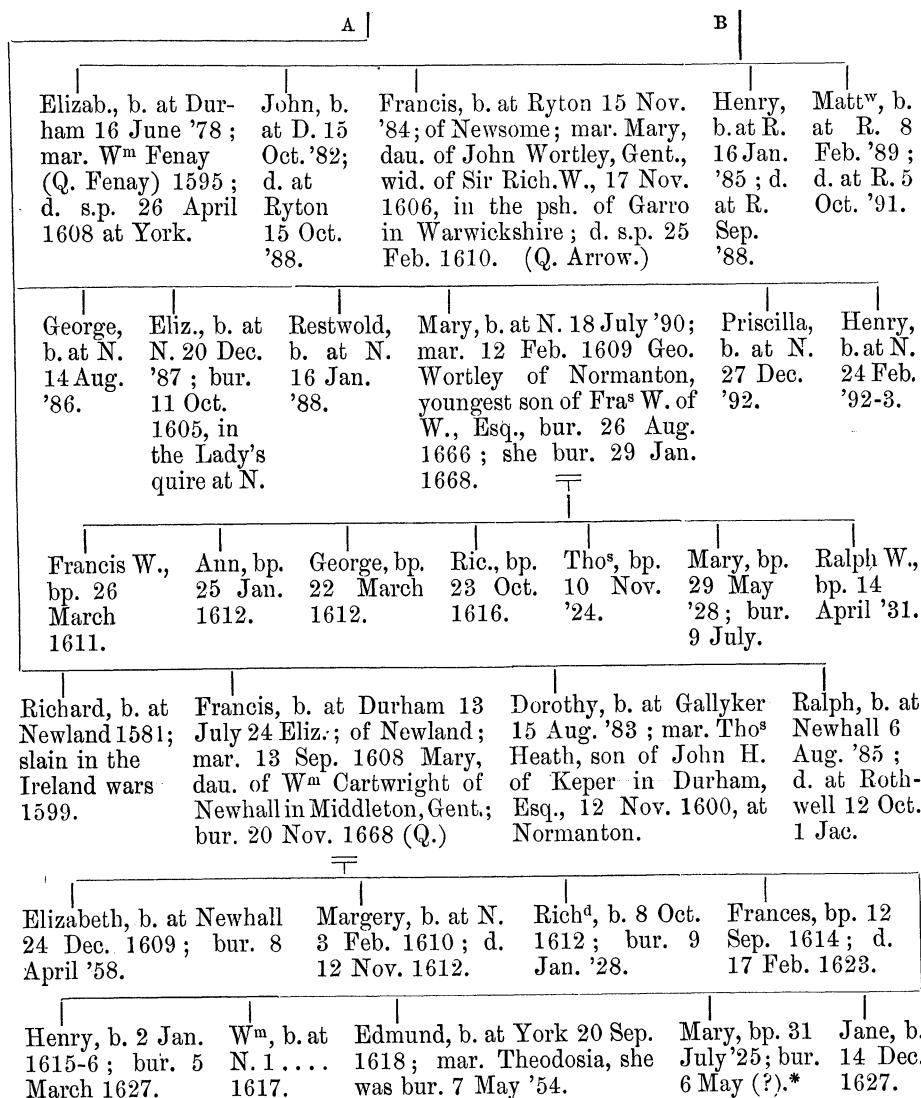 A B
Elizab., b. at Dur-
ham 16 June '78 ;
mar. Wᵐ Fenay
(Q. Fenay) 1595 ;
d. s.p. 26 April
1608 at York.
John, b.
at D. 15
Oct. '82;
d. at
Ryton
15 Oct.
'88.
Francis, b. at Ryton 15 Nov.
'84; of Newsome; mar. Mary,
dau. of John Wortley, Gent.,
wid. of Sir Rich. W., 17 Nov.
1606, in the psh. of Garro
in Warwickshire ; d. s.p. 25
Feb. 1610. (Q. Arrow.)
Henry,
b. at R.
16 Jan.
'85 ; d.
at R.
Sep.
'88.
Mattʷ, b.
at R. 8
Feb. '89 ;
d. at R. 5
Oct. '91.
George,
b. at N.
14 Aug.
'86.
Eliz., b. at
N. 20 Dec.
'87 ; bur.
11 Oct.
1605, in
the Lady's
quire at N.
Restwold,
b. at N.
16 Jan.
'88.
Mary, b. at N. 18 July '90;
mar. 12 Feb. 1609 Geo.
Wortley of Normanton,
youngest son of Fraˢ W. of
W., Esq., bur. 26 Aug.
1666 ; she bur. 29 Jan.
1668.
Priscilla,
b. at N.
27 Dec.
'92.
Henry,
b. at N.
24 Feb.
'92-3.
Francis W.,
bp. 26
March
1611.
Ann, bp.
25 Jan.
1612.
George, bp.
22 March
1612.
Ric., bp.
23 Oct.
1616.
Thoˢ, bp.
10 Nov.
'24.
Mary, bp.
29 May
'28; bur.
9 July.
Ralph W.,
bp. 14
April '31.
Richard, b. at
Newland 1581;
slain in the
Ireland wars
1599.
Francis, b. at Durham 13
July 24 Eliz.; of Newland;
mar. 13 Sep. 1608 Mary,
dau. of Wᵐ Cartwright of
Newhall in Middleton, Gent.;
bur. 20 Nov. 1668 (Q.)
Dorothy, b. at Gallyker
15 Aug. '83 ; mar. Thoˢ
Heath, son of John H.
of Keper in Durham,
Esq., 12 Nov. 1600, at
Normanton.
Ralph, b. at
Newhall 6
Aug. '85 ;
d. at Roth-
well 12 Oct.
1 Jac.
Elizabeth, b. at Newhall
24 Dec. 1609; bur. 8
April '58.
Margery, b. at N.
3 Feb. 1610 ; d.
12 Nov. 1612.
Richᵈ, b. 8 Oct.
1612 ; bur. 9
Jan. '28.
Frances, bp. 12
Sep. 1614; d.
17 Feb. 1623.
Henry, b. 2 Jan.
1615-6 ; bur. 5
March 1627.
Wᵐ, b. at
N. 1 . . . .
1617.
Edmund, b. at York 20 Sep.
1618; mar. Theodosia, she
was bur. 7 May '54.
Mary, bp. 31
July '25; bur.
6 May (?).*
Jane, b.
14 Dec.
1627.